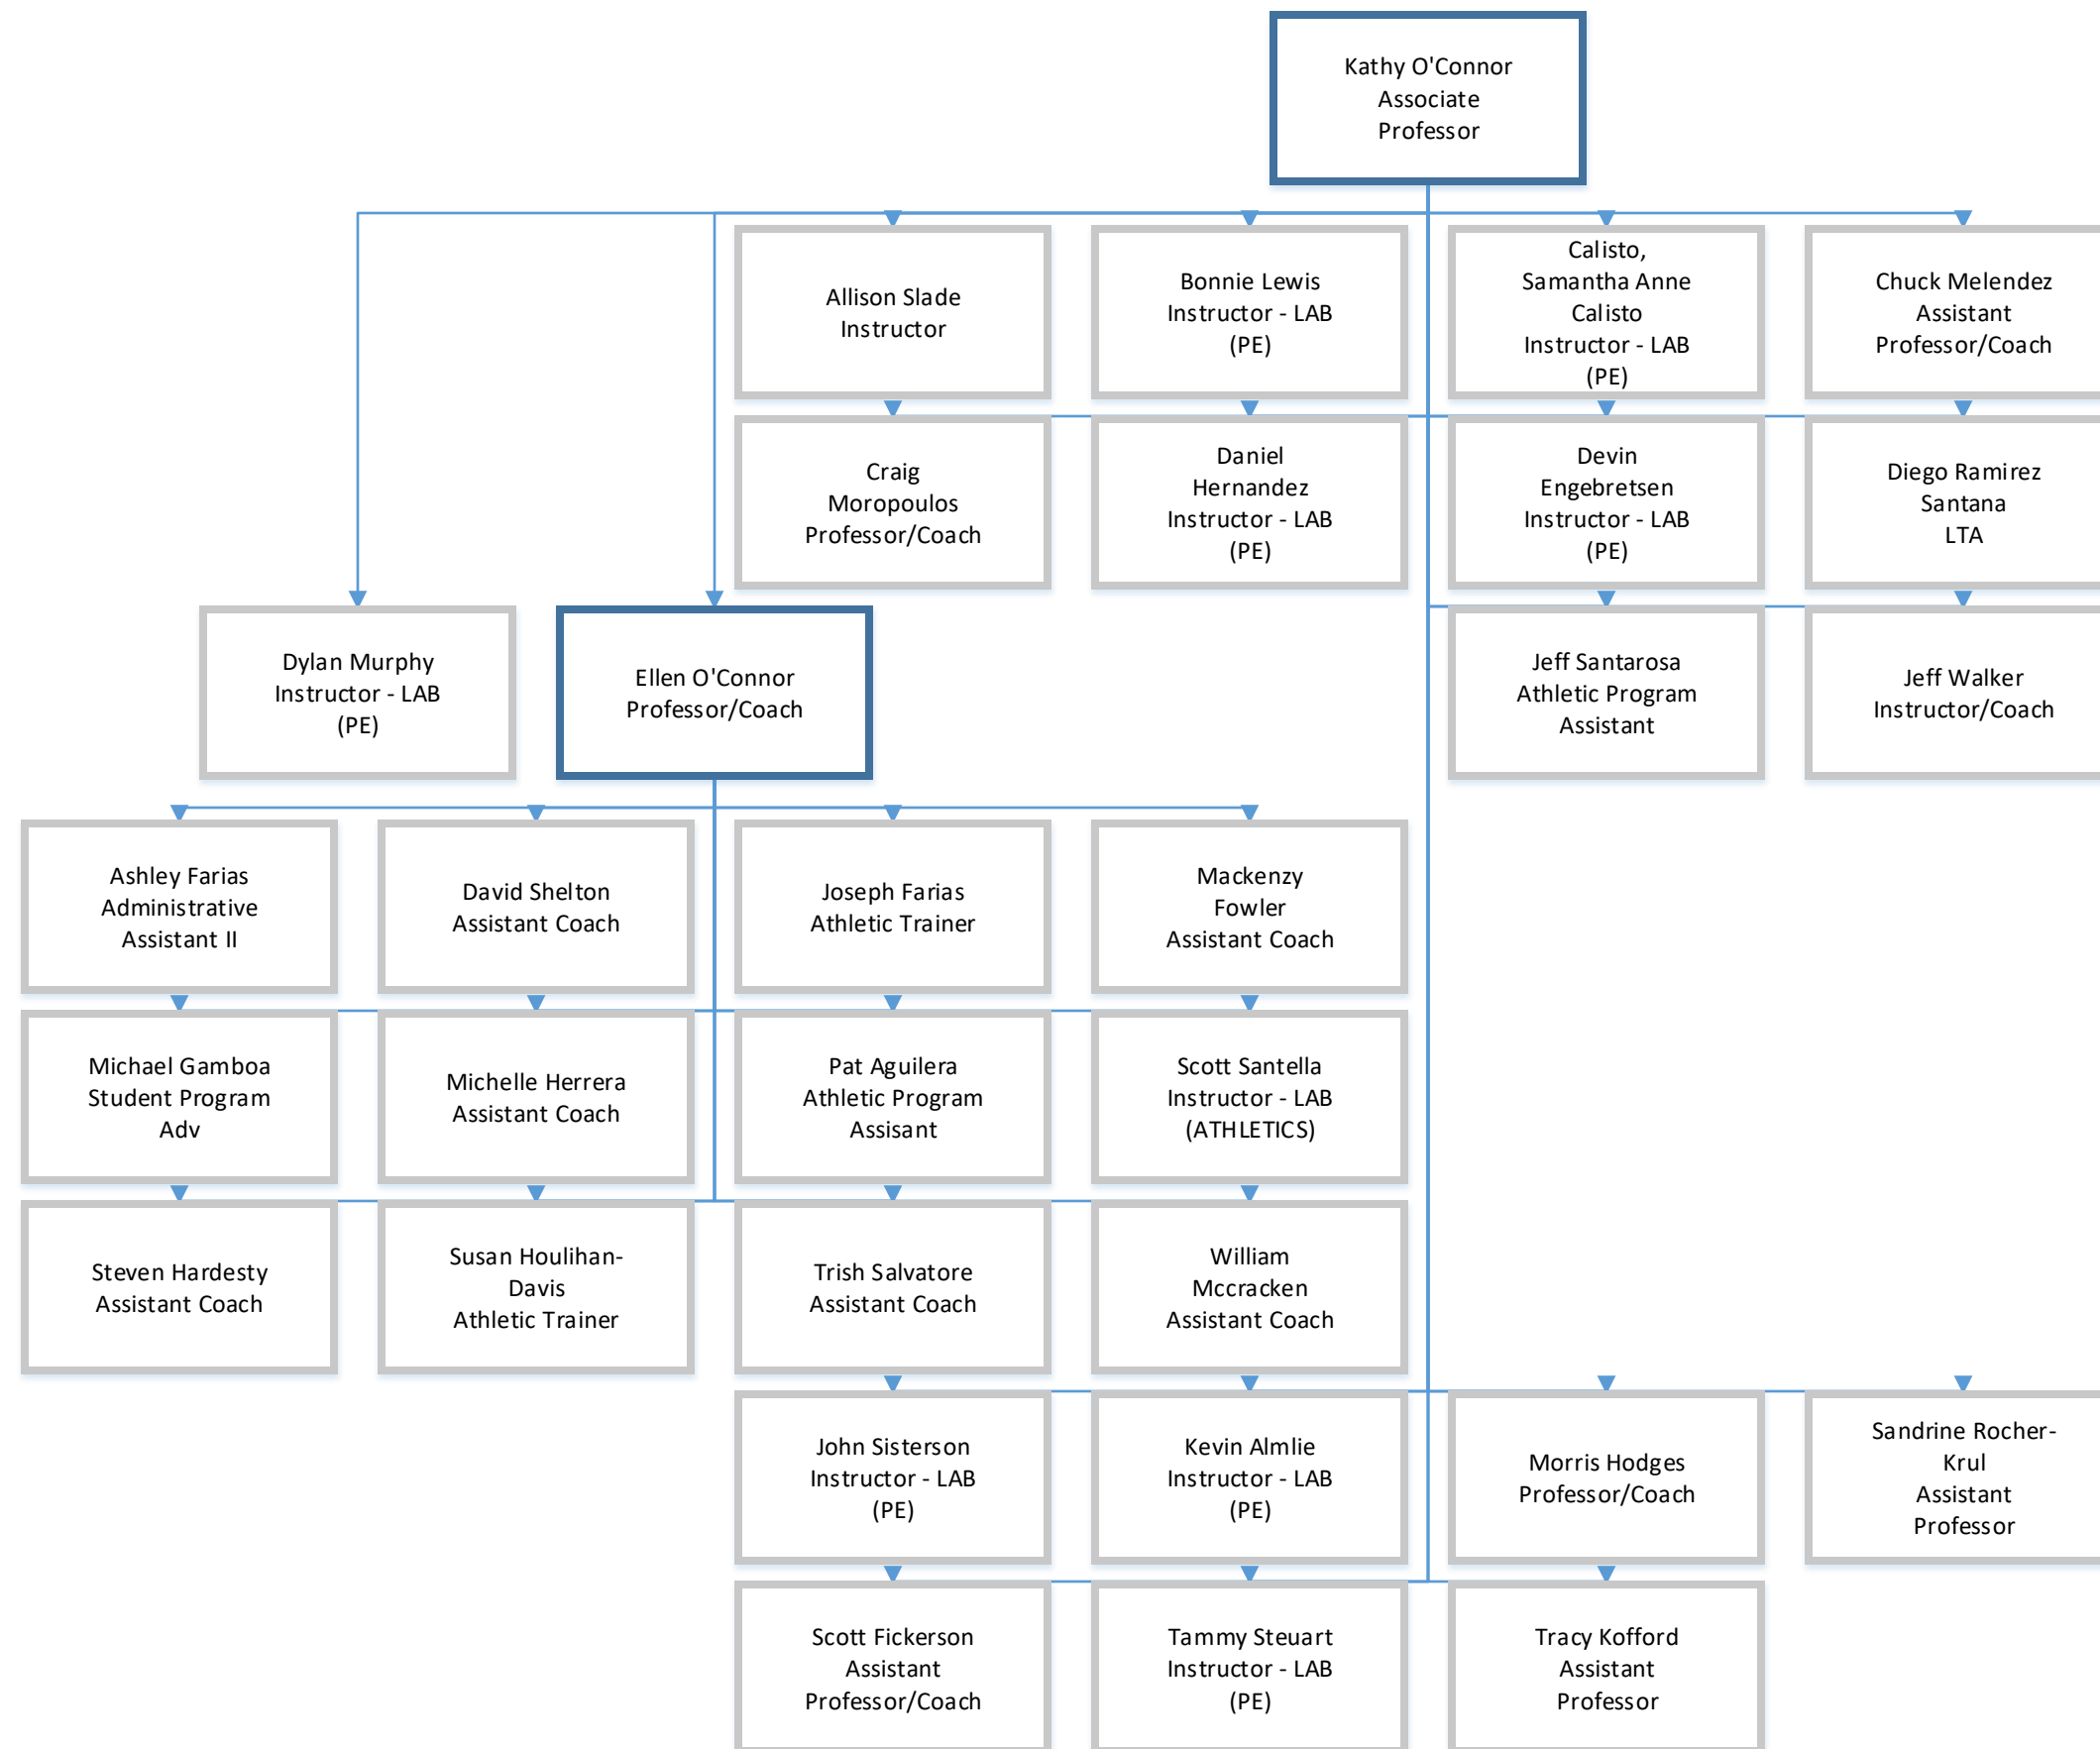 Kathy O'Connor
Associate
Professor
Allison Slade
Instructor
Bonnie Lewis
Instructor - LAB
(PE)
Calisto,
Samantha Anne
Calisto
Instructor - LAB
(PE)
Chuck Melendez
Assistant
Professor/Coach
Craig
Moropoulos
Professor/Coach
Daniel
Hernandez
Instructor - LAB
(PE)
Devin
Engebretsen
Instructor - LAB
(PE)
Diego Ramirez
Santana
LTA
Dylan Murphy
Instructor - LAB
(PE)
Ellen O'Connor
Professor/Coach
Jeff Santarosa
Athletic Program
Assistant
Jeff Walker
Instructor/Coach
Ashley Farias
Administrative
Assistant II
David Shelton
Assistant Coach
Joseph Farias
Athletic Trainer
Mackenzy
Fowler
Assistant Coach
Michael Gamboa
Student Program
Adv
Michelle Herrera
Assistant Coach
Pat Aguilera
Athletic Program
Assisant
Scott Santella
Instructor - LAB
(ATHLETICS)
Steven Hardesty
Assistant Coach
Susan Houlihan-
Davis
Athletic Trainer
Trish Salvatore
Assistant Coach
William
Mccracken
Assistant Coach
John Sisterson
Instructor - LAB
(PE)
Kevin Almlie
Instructor - LAB
(PE)
Morris Hodges
Professor/Coach
Sandrine Rocher-
Krul
Assistant
Professor
Scott Fickerson
Assistant
Professor/Coach
Tammy Steuart
Instructor - LAB
(PE)
Tracy Kofford
Assistant
Professor